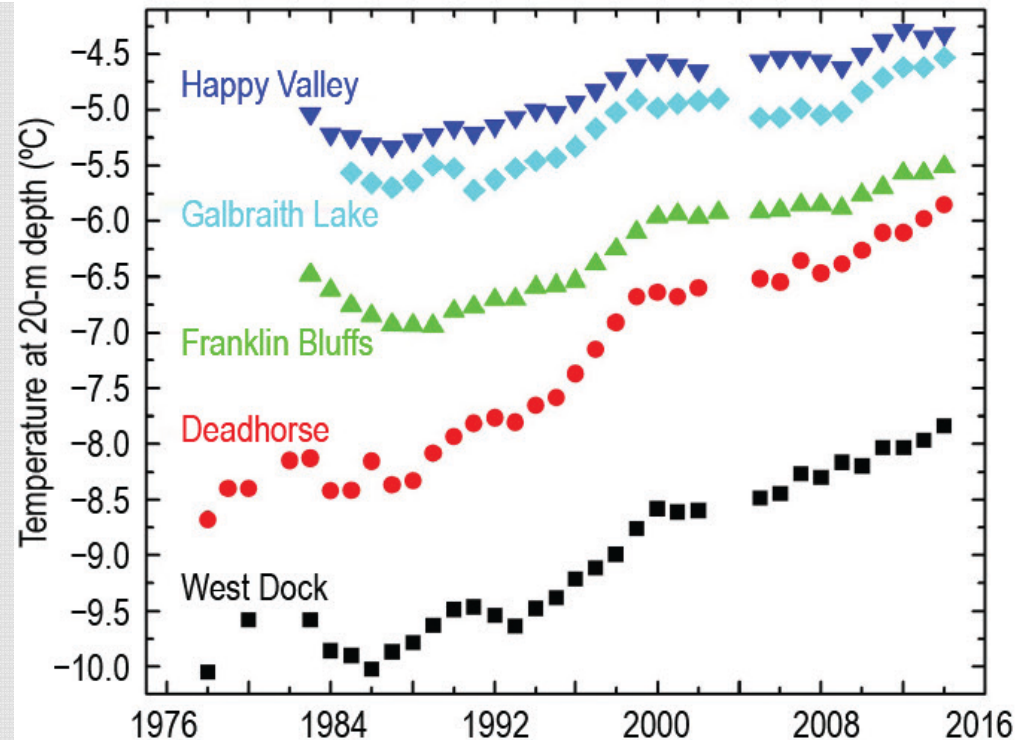 Temperature at 20-m depth (ºC)
−4.5
−5.0
−5.5
−6.0
−6.5
−7.0
−7.5
−8.0
−8.5
−9.0
−9.5
−10.0
Happy Valley
Galbraith Lake
Franklin Bluffs
Deadhorse
West Dock
1976 1984 1992 2000 2008 2016